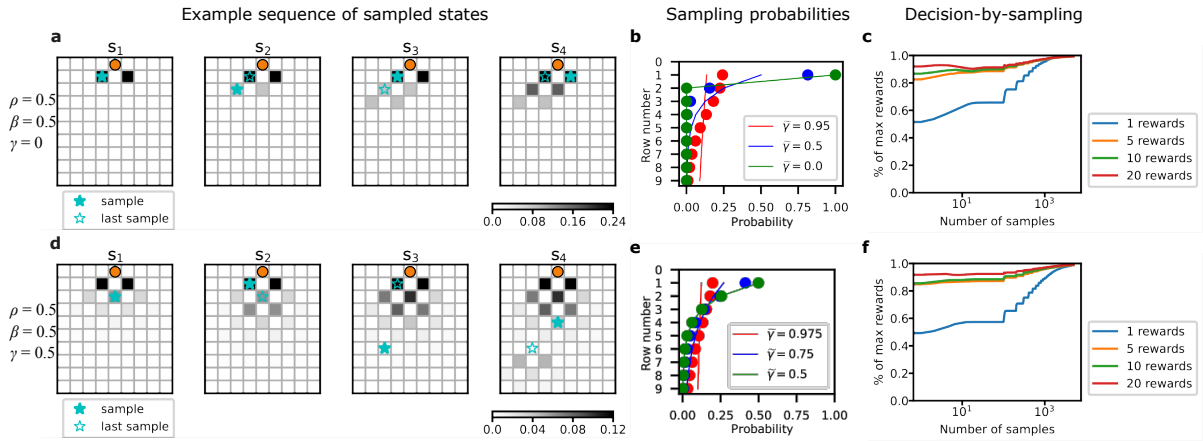 Example sequence of sampled states
Sampling probabilities
Decision-by-sampling
a
S1
S2
S3
S4
ρ = 0.5
β = 0.5
γ = 0
sample
last sample
0.0 0.08 0.16 0.24
b
Row number
0
1
2
3
4
5
6
7
8
9
γ̃ = 0.95
γ̃ = 0.5
γ̃ = 0.0
0.00 0.25 0.50 0.75 1.00
Probability
c
% of max rewards
1.0
0.8
0.6
0.4
0.2
0.0
10¹ 10³
Number of samples
1 rewards
5 rewards
10 rewards
20 rewards
d
S1
S2
S3
S4
ρ = 0.5
β = 0.5
γ = 0.5
sample
last sample
0.0 0.04 0.08 0.12
e
Row number
0
1
2
3
4
5
6
7
8
9
γ̃ = 0.975
γ̃ = 0.75
γ̃ = 0.5
0.00 0.25 0.50 0.75 1.00
Probability
f
% of max rewards
1.0
0.8
0.6
0.4
0.2
0.0
10¹ 10³
Number of samples
1 rewards
5 rewards
10 rewards
20 rewards